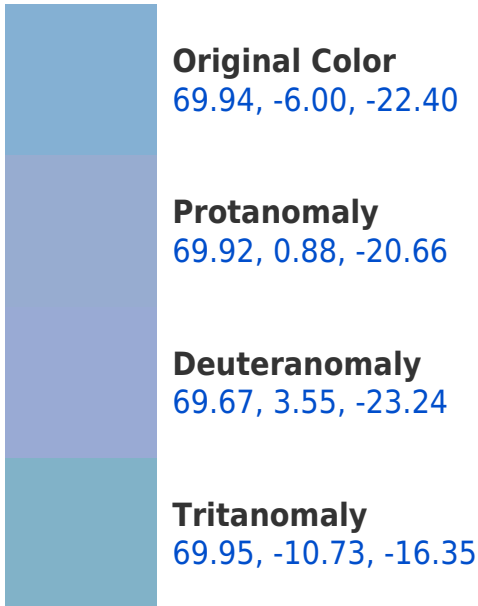 Original Color
69.94, -6.00, -22.40
Protanomaly
69.92, 0.88, -20.66
Deuteranomaly
69.67, 3.55, -23.24
Tritanomaly
69.95, -10.73, -16.35